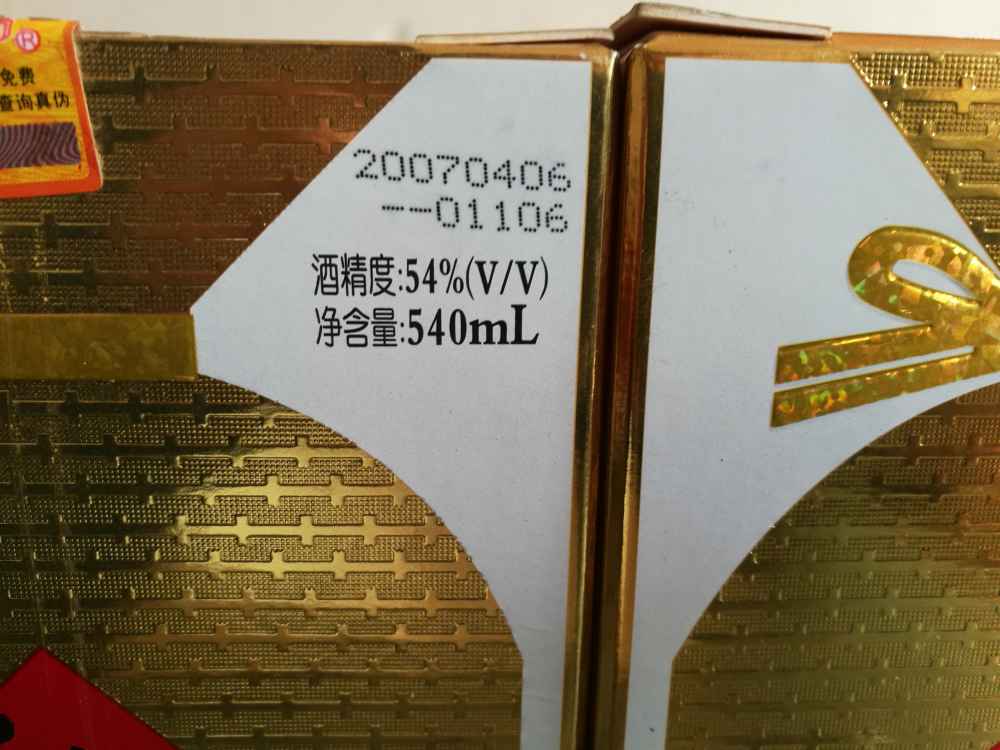 ®
免费
查询真伪
20070406
--01106
酒精度:54%(V/V)
净含量:540mL